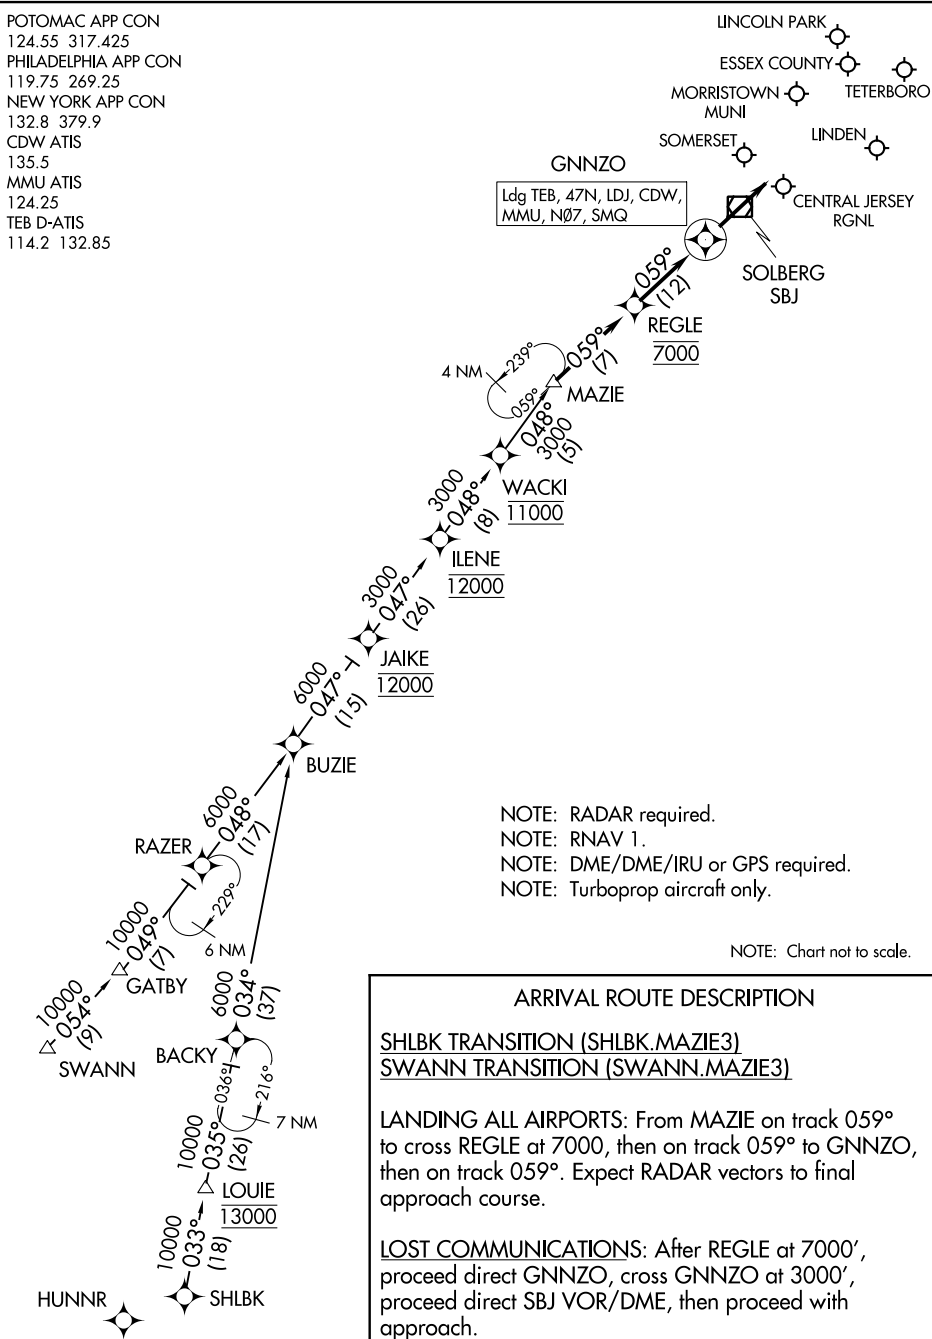 POTOMAC APP CON
124.55 317.425
PHILADELPHIA APP CON
119.75 269.25
NEW YORK APP CON
132.8 379.9
CDW ATIS
135.5
MMU ATIS
124.25
TEB D-ATIS
114.2 132.85
LINCOLN PARK
ESSEX COUNTY
TETERBORO
MORRISTOWN
MUNI
SOMERSET
LINDEN
CENTRAL JERSEY
RGNL
GNNZO
Ldg TEB, 47N, LDJ, CDW,
MMU, NØ7, SMQ
SOLBERG
SBJ
059°
(12)
REGLE
7000
059°
(7)
4 NM
239°
059°
MAZIE
048°
3000
(5)
WACKI
11000
3000
048°
(8)
ILENE
12000
3000
047°
(26)
JAIKE
12000
6000
047°
(15)
BUZIE
6000
048°
(17)
RAZER
229°
6 NM
10000
049°
(7)
GATBY
10000
054°
(9)
SWANN
6000
034°
(37)
BACKY
036°
216°
7 NM
10000
035°
(26)
LOUIE
13000
10000
033°
(18)
SHLBK
HUNNR
NOTE: RADAR required.
NOTE: RNAV 1.
NOTE: DME/DME/IRU or GPS required.
NOTE: Turboprop aircraft only.
NOTE: Chart not to scale.
ARRIVAL ROUTE DESCRIPTION
SHLBK TRANSITION (SHLBK.MAZIE3)
SWANN TRANSITION (SWANN.MAZIE3)
LANDING ALL AIRPORTS: From MAZIE on track 059°
to cross REGLE at 7000, then on track 059° to GNNZO,
then on track 059°. Expect RADAR vectors to final
approach course.
LOST COMMUNICATIONS: After REGLE at 7000',
proceed direct GNNZO, cross GNNZO at 3000',
proceed direct SBJ VOR/DME, then proceed with
approach.